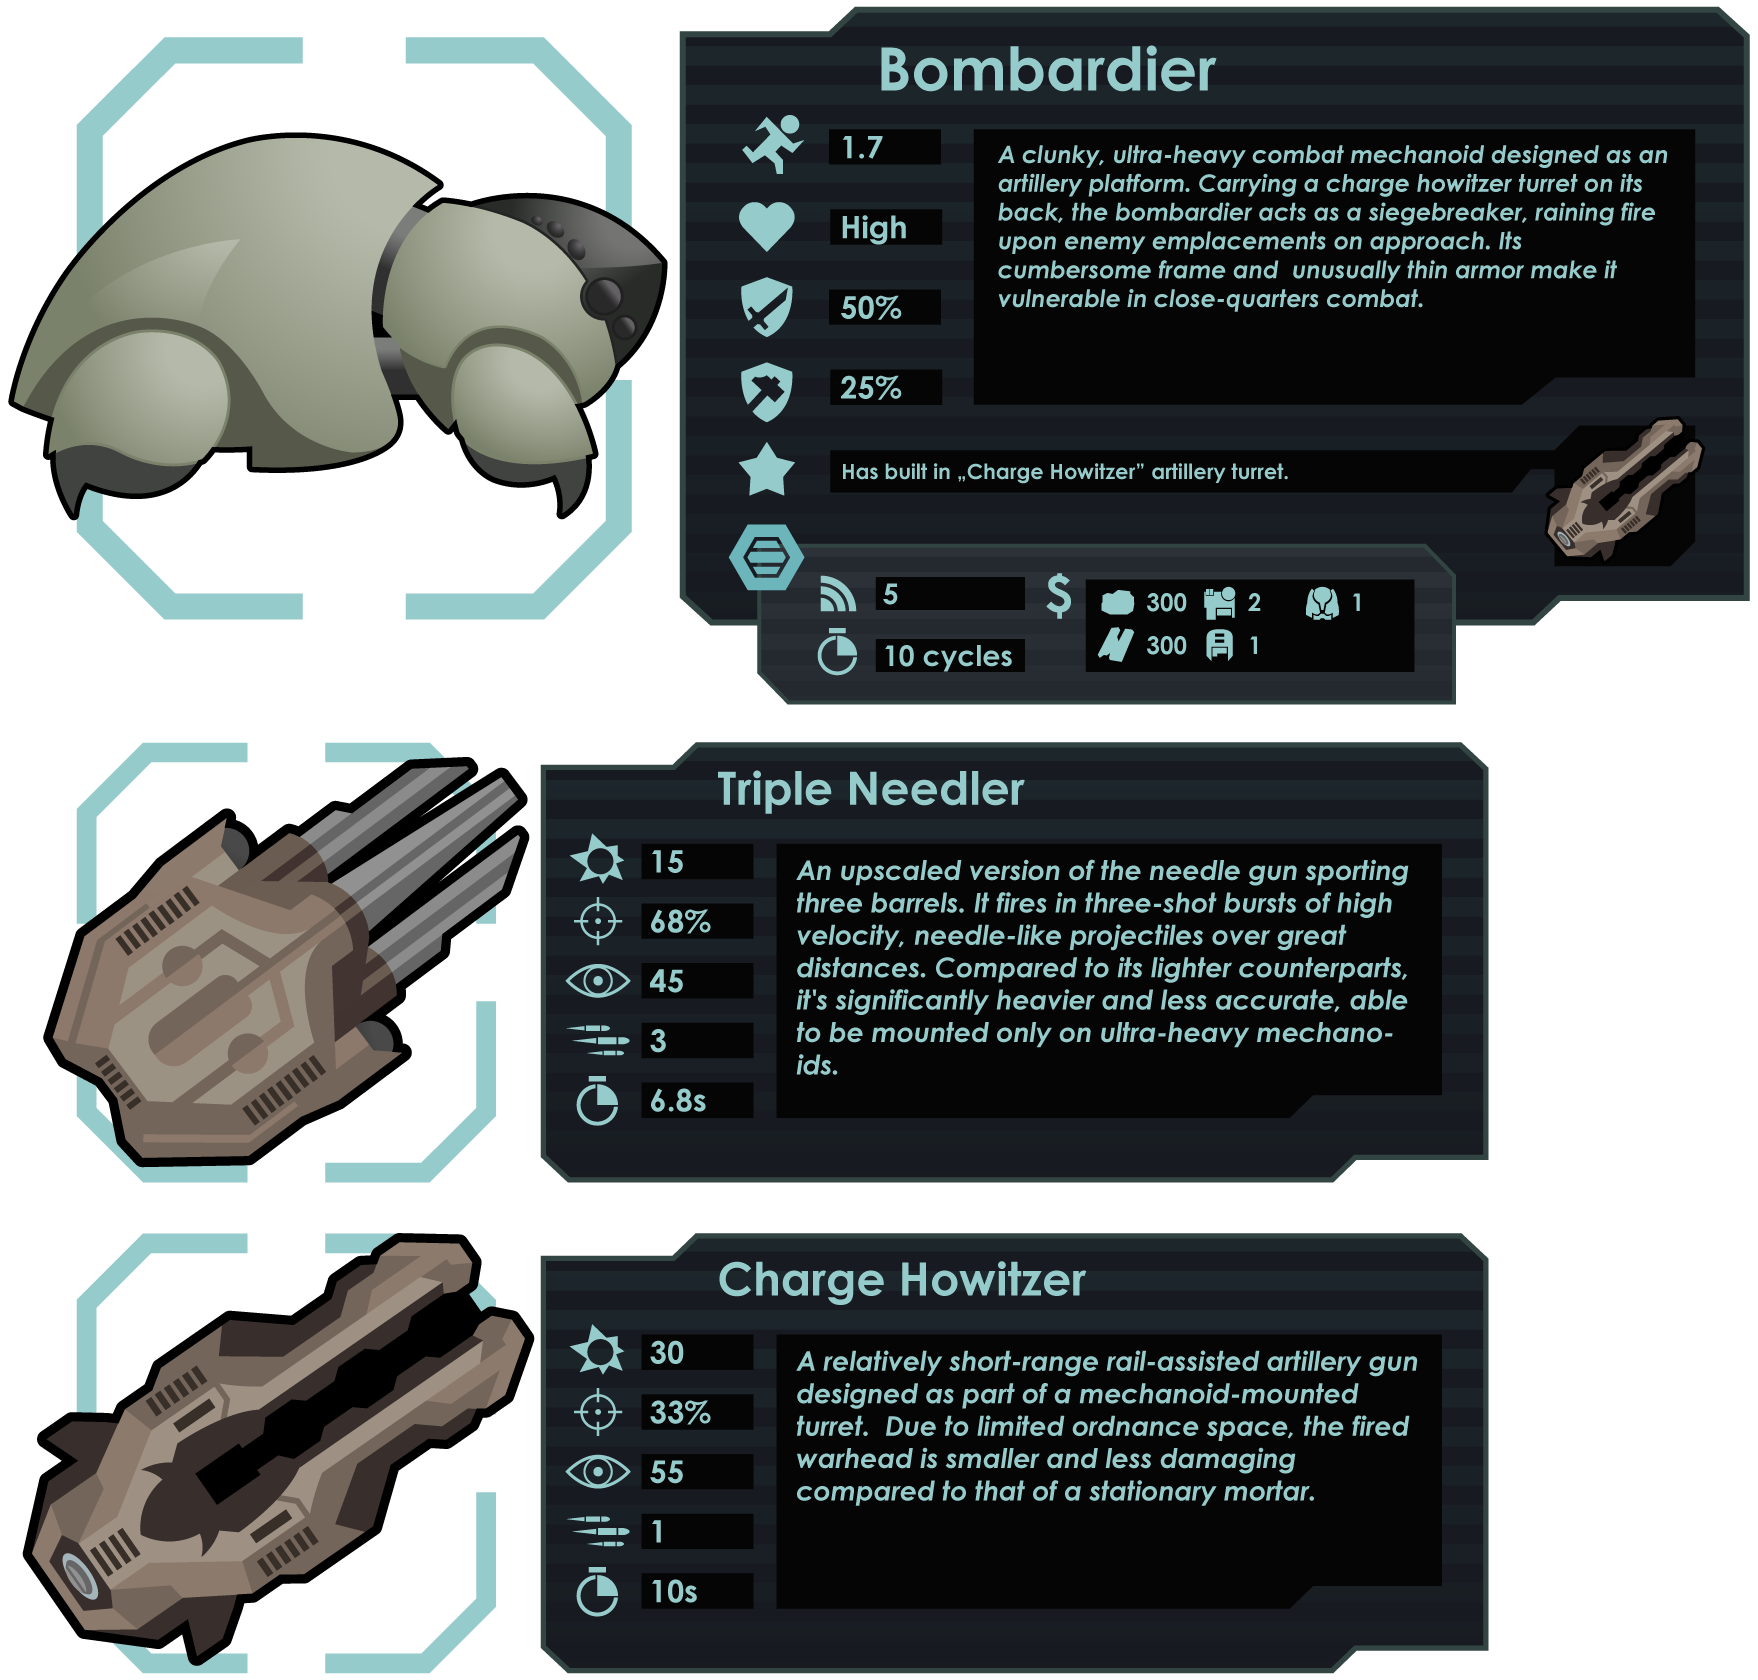 Bombardier
1.7
A clunky, ultra-heavy combat mechanoid designed as an
artillery platform. Carrying a charge howitzer turret on its
back, the bombardier acts as a siegebreaker, raining fire
upon enemy emplacements on approach. Its
cumbersome frame and  unusually thin armor make it
vulnerable in close-quarters combat.
High
50%
25%
Has built in „Charge Howitzer” artillery turret.
5
10 cycles
$
300 2 1
300 1
Triple Needler
15
68%
45
3
6.8s
An upscaled version of the needle gun sporting
three barrels. It fires in three-shot bursts of high
velocity, needle-like projectiles over great
distances. Compared to its lighter counterparts,
it's significantly heavier and less accurate, able
to be mounted only on ultra-heavy mechano-
ids.
Charge Howitzer
30
33%
55
1
10s
A relatively short-range rail-assisted artillery gun
designed as part of a mechanoid-mounted
turret.  Due to limited ordnance space, the fired
warhead is smaller and less damaging
compared to that of a stationary mortar.